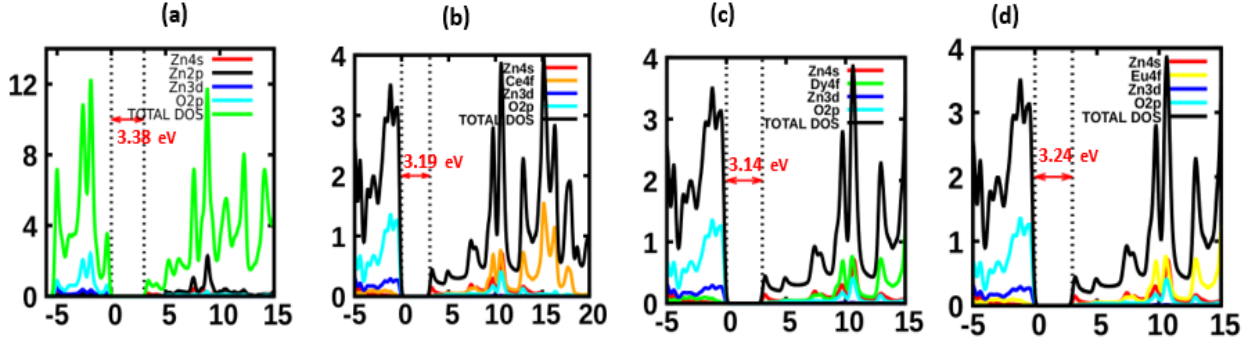 (a)
Zn4s
Zn2p
Zn3d
O2p
TOTAL DOS
3.38 eV
12
8
4
0
-5 0 5 10 15
(b)
Zn4s
Ce4f
Zn3d
O2p
TOTAL DOS
3.19 eV
4
3
2
1
0
-5 0 5 10 15 20
(c)
Zn4s
Dy4f
Zn3d
O2p
TOTAL DOS
3.14 eV
4
3
2
1
0
-5 0 5 10 15
(d)
Zn4s
Eu4f
Zn3d
O2p
TOTAL DOS
3.24 eV
4
3
2
1
0
-5 0 5 10 15